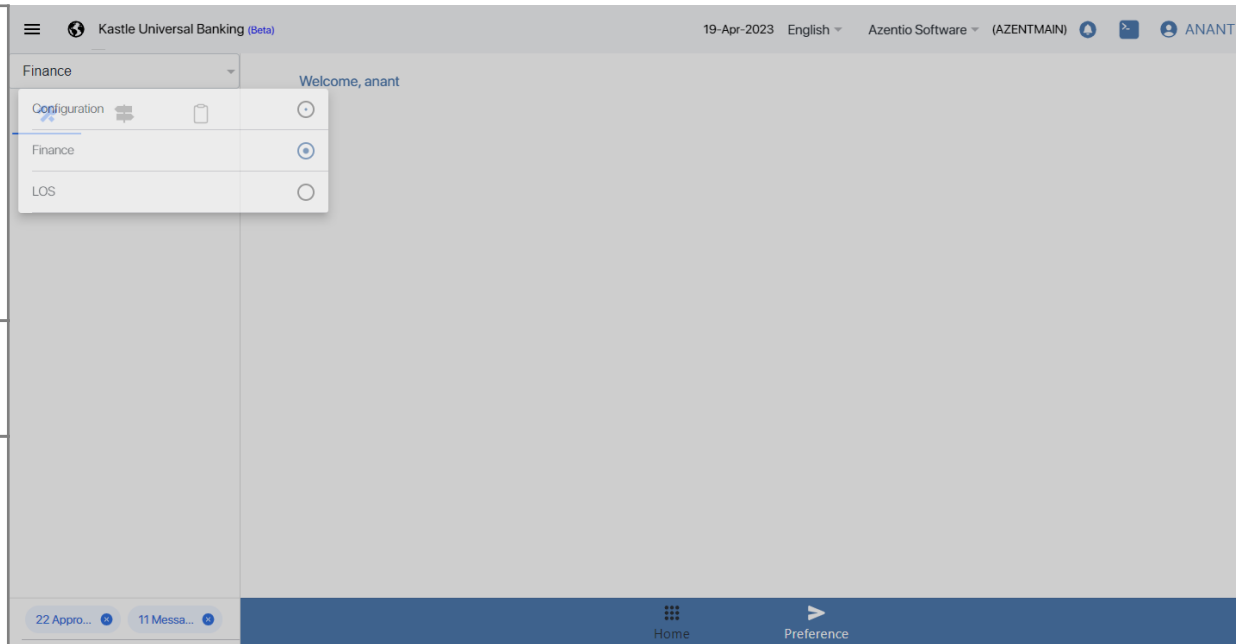 Kastle Universal Banking (Beta)
19-Apr-2023 English Azentio Software (AZENTMAIN) ANANT
Finance
Welcome, anant
Configuration
Finance
LOS
22 Appro... 11 Messa...
Home Preference